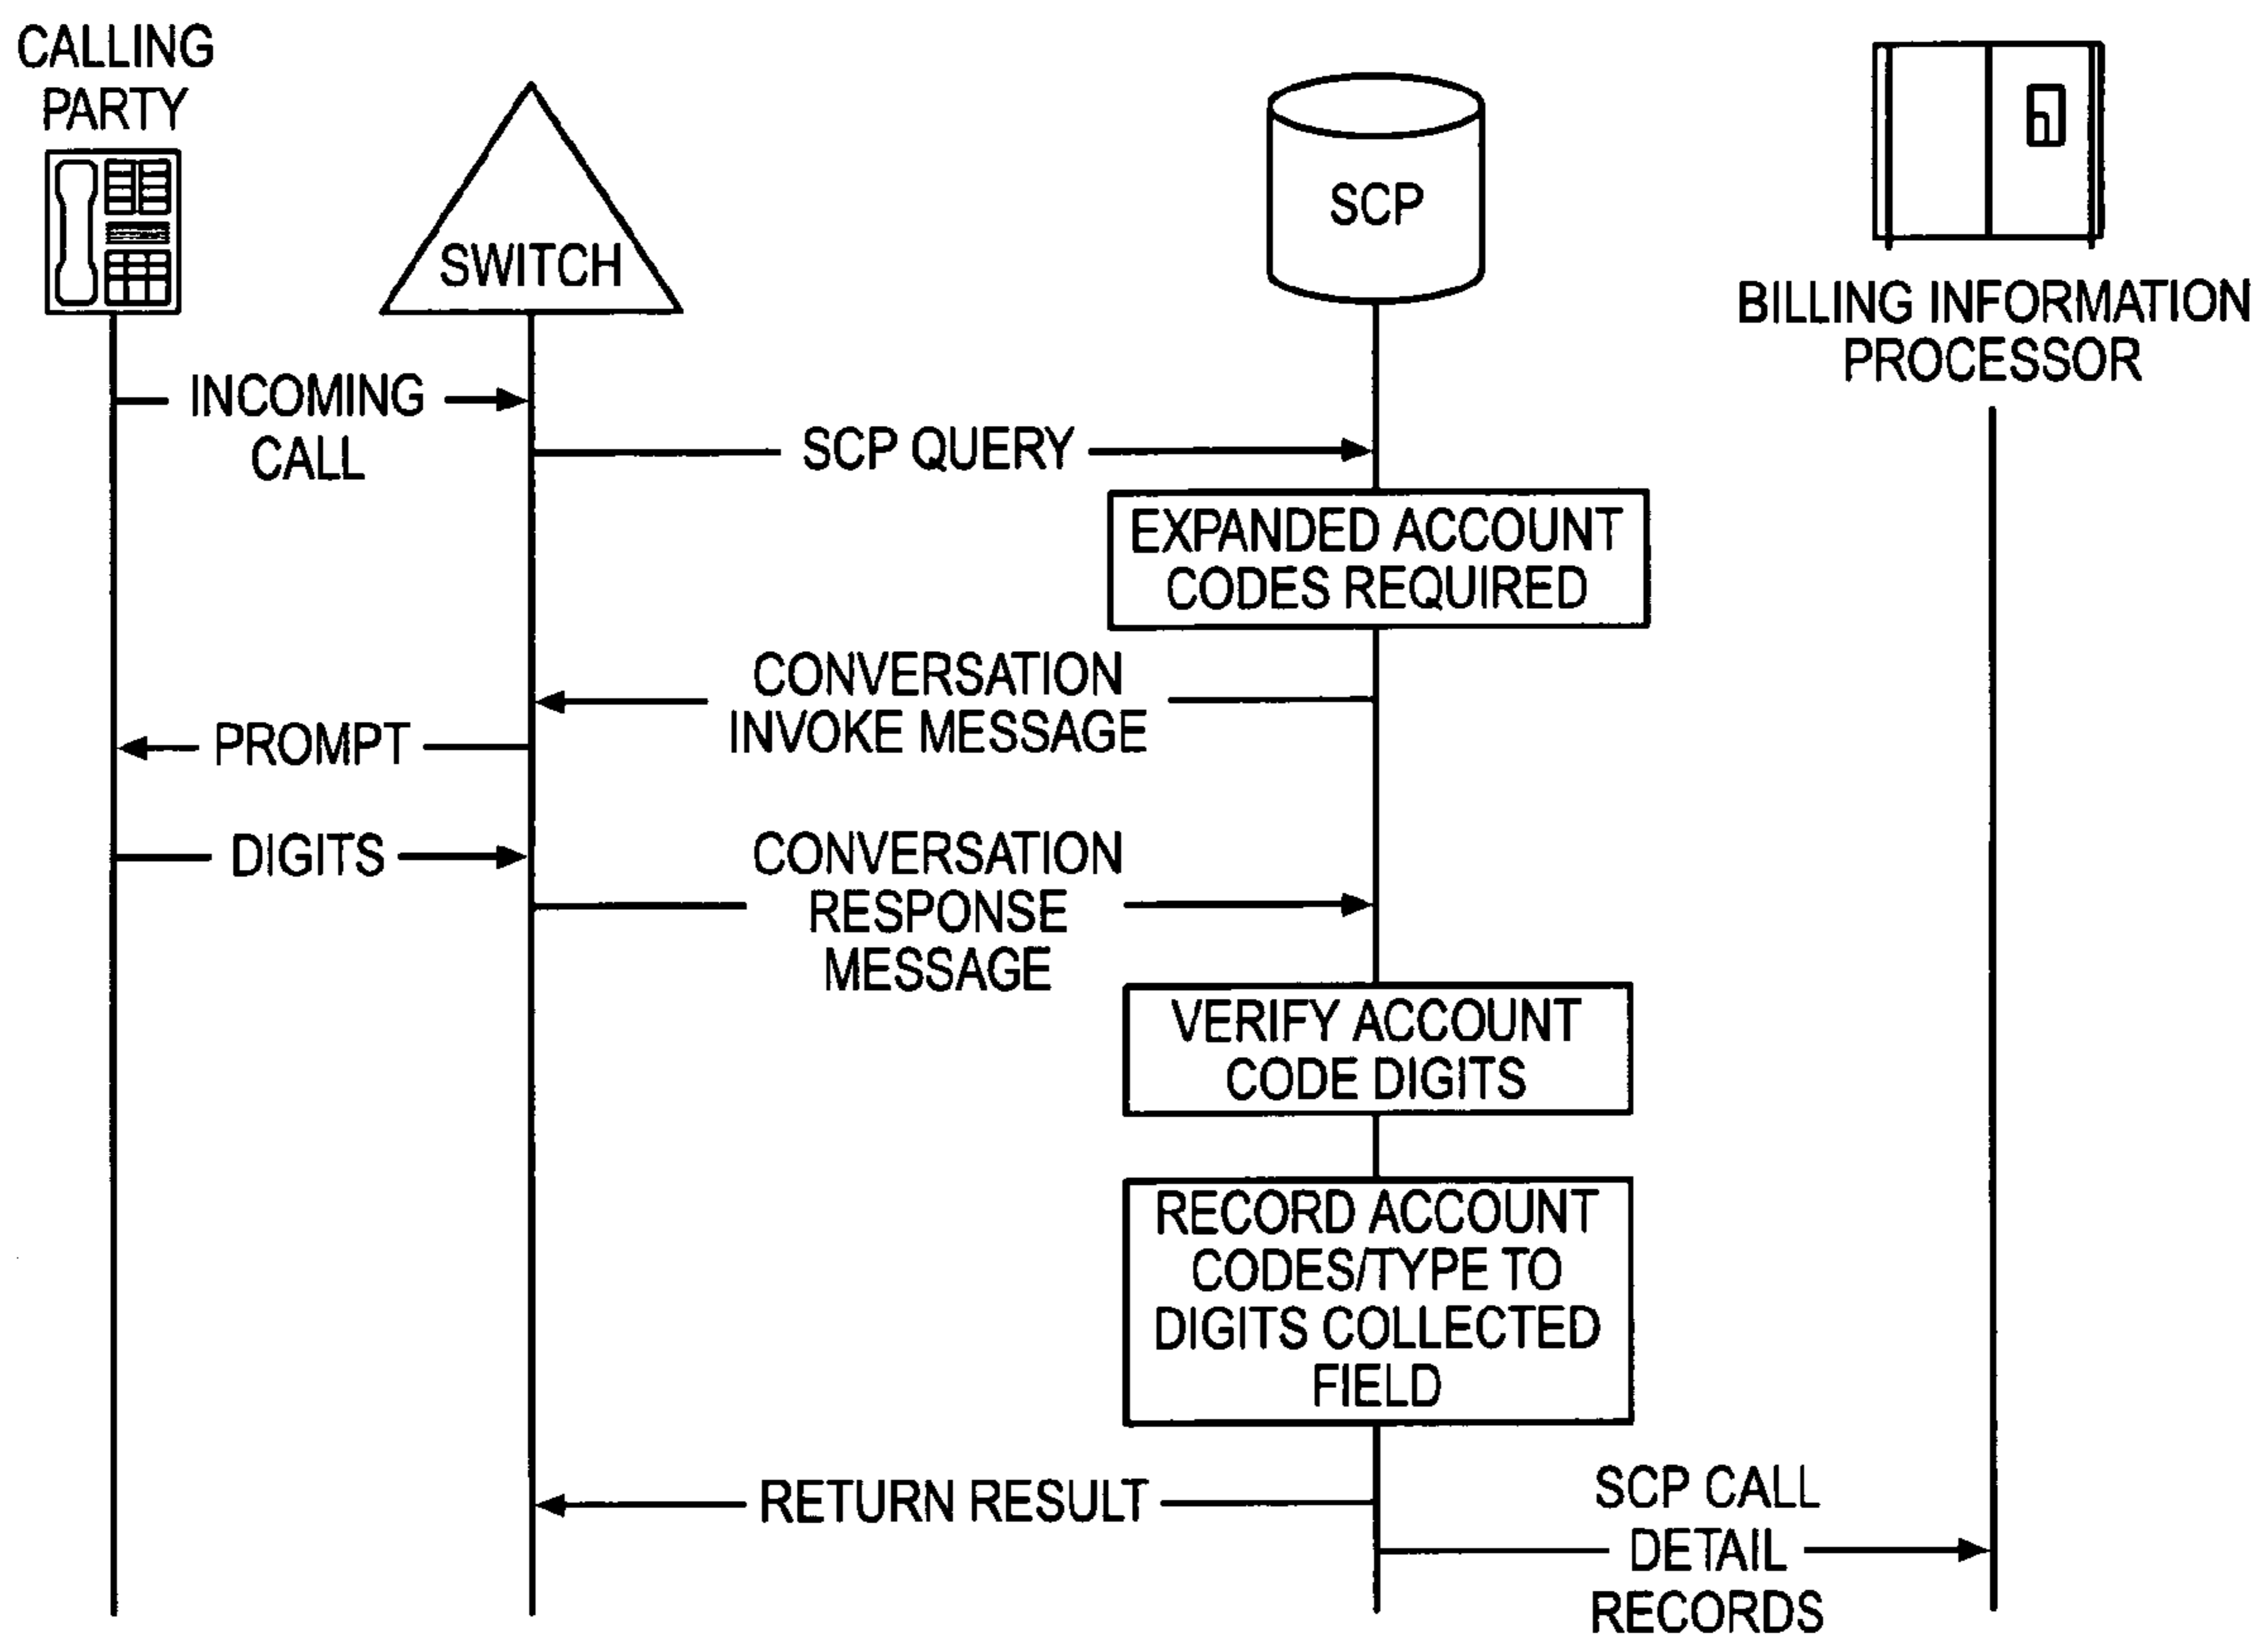 CALLING
PARTY
SWITCH
SCP
BILLING INFORMATION
PROCESSOR
INCOMING
CALL
SCP QUERY
EXPANDED ACCOUNT
CODES REQUIRED
CONVERSATION
INVOKE MESSAGE
PROMPT
DIGITS
CONVERSATION
RESPONSE
MESSAGE
VERIFY ACCOUNT
CODE DIGITS
RECORD ACCOUNT
CODES/TYPE TO
DIGITS COLLECTED
FIELD
RETURN RESULT
SCP CALL
DETAIL
RECORDS